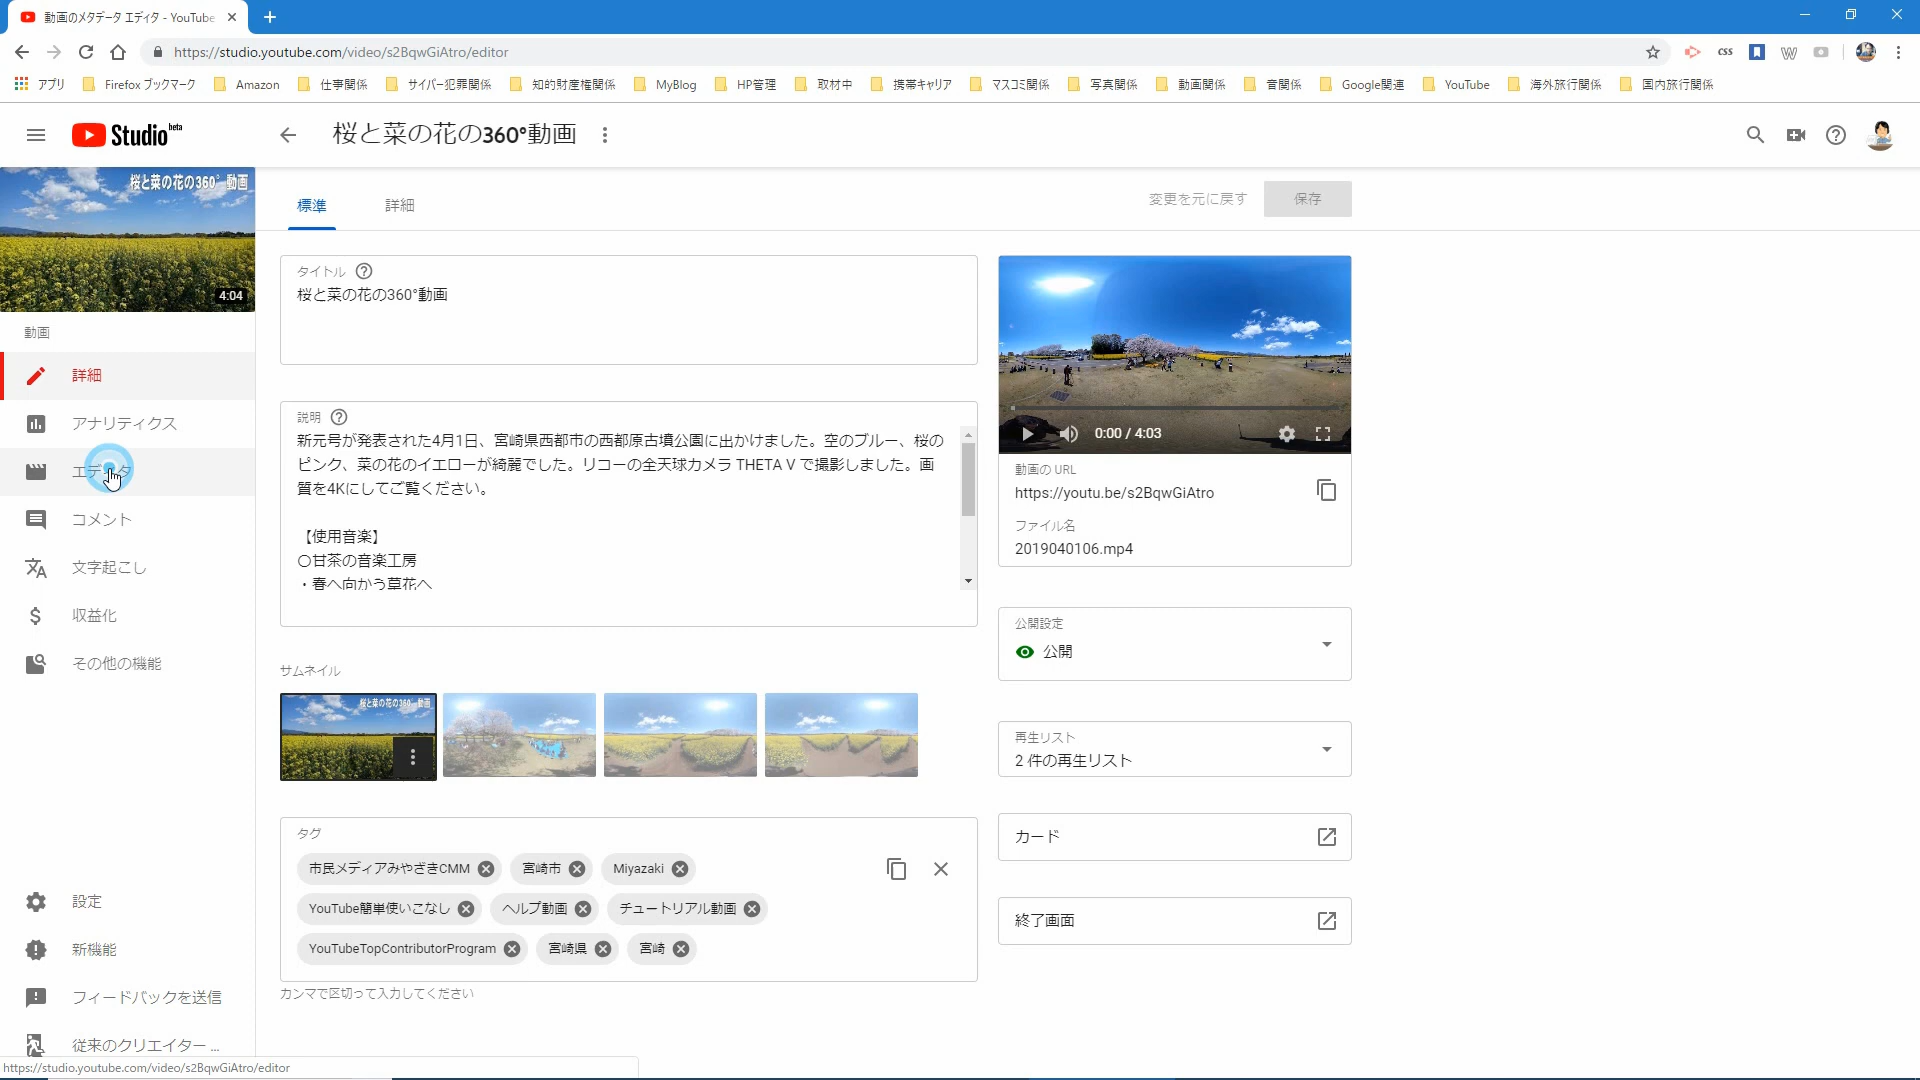 動画のメタデータ エディタ - YouTube
https://studio.youtube.com/video/s2BqwGiAtro/editor
css
アプリ
Firefox ブックマーク
Amazon
仕事関係
サイバー犯罪関係
知的財産権関係
MyBlog
HP管理
取材中
携帯キャリア
マスコミ関係
写真関係
動画関係
音関係
Google関連
YouTube
海外旅行関係
国内旅行関係
Studio beta
桜と菜の花の360°動画
桜と菜の花の360°動画
4:04
動画
詳細
アナリティクス
エディタ
コメント
文字起こし
収益化
その他の機能
設定
新機能
フィードバックを送信
従来のクリエイター ...
https://studio.youtube.com/video/s2BqwGiAtro/editor
標準
詳細
変更を元に戻す
保存
タイトル
桜と菜の花の360°動画
説明
新元号が発表された4月1日、宮崎県西都市の西都原古墳公園に出かけました。空のブルー、桜の
ピンク、菜の花のイエローが綺麗でした。リコーの全天球カメラ THETA V で撮影しました。画
質を4Kにしてご覧ください。
【使用音楽】
〇甘茶の音楽工房
・春へ向かう草花へ
サムネイル
桜と菜の花の360°動画
タグ
市民メディアみやざきCMM
宮崎市
Miyazaki
YouTube簡単使いこなし
ヘルプ動画
チュートリアル動画
YouTubeTopContributorProgram
宮崎県
宮崎
カンマで区切って入力してください
0:00 / 4:03
動画の URL
https://youtu.be/s2BqwGiAtro
ファイル名
2019040106.mp4
公開設定
公開
再生リスト
2 件の再生リスト
カード
終了画面